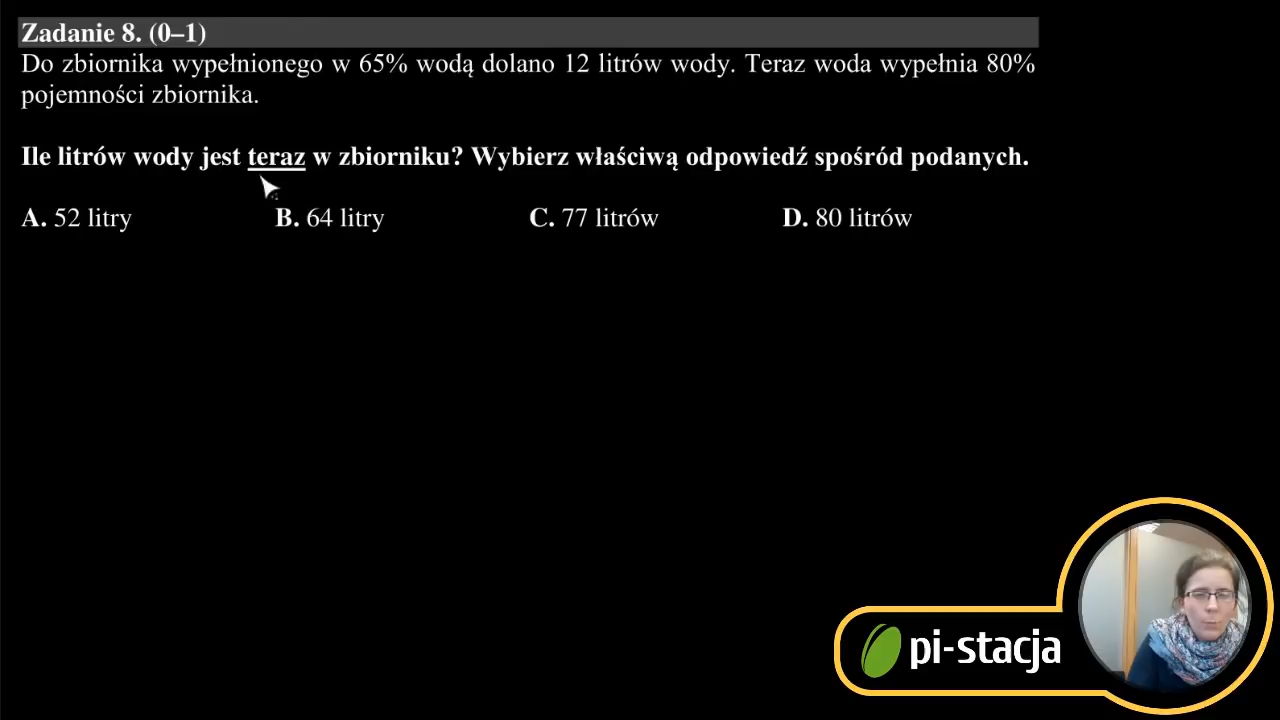 Zadanie 8. (0–1)
Do zbiornika wypełnionego w 65% wodą dolano 12 litrów wody. Teraz woda wypełnia 80%
pojemności zbiornika.
Ile litrów wody jest teraz w zbiorniku? Wybierz właściwą odpowiedź spośród podanych.
A. 52 litry B. 64 litry C. 77 litrów D. 80 litrów
pi-stacja